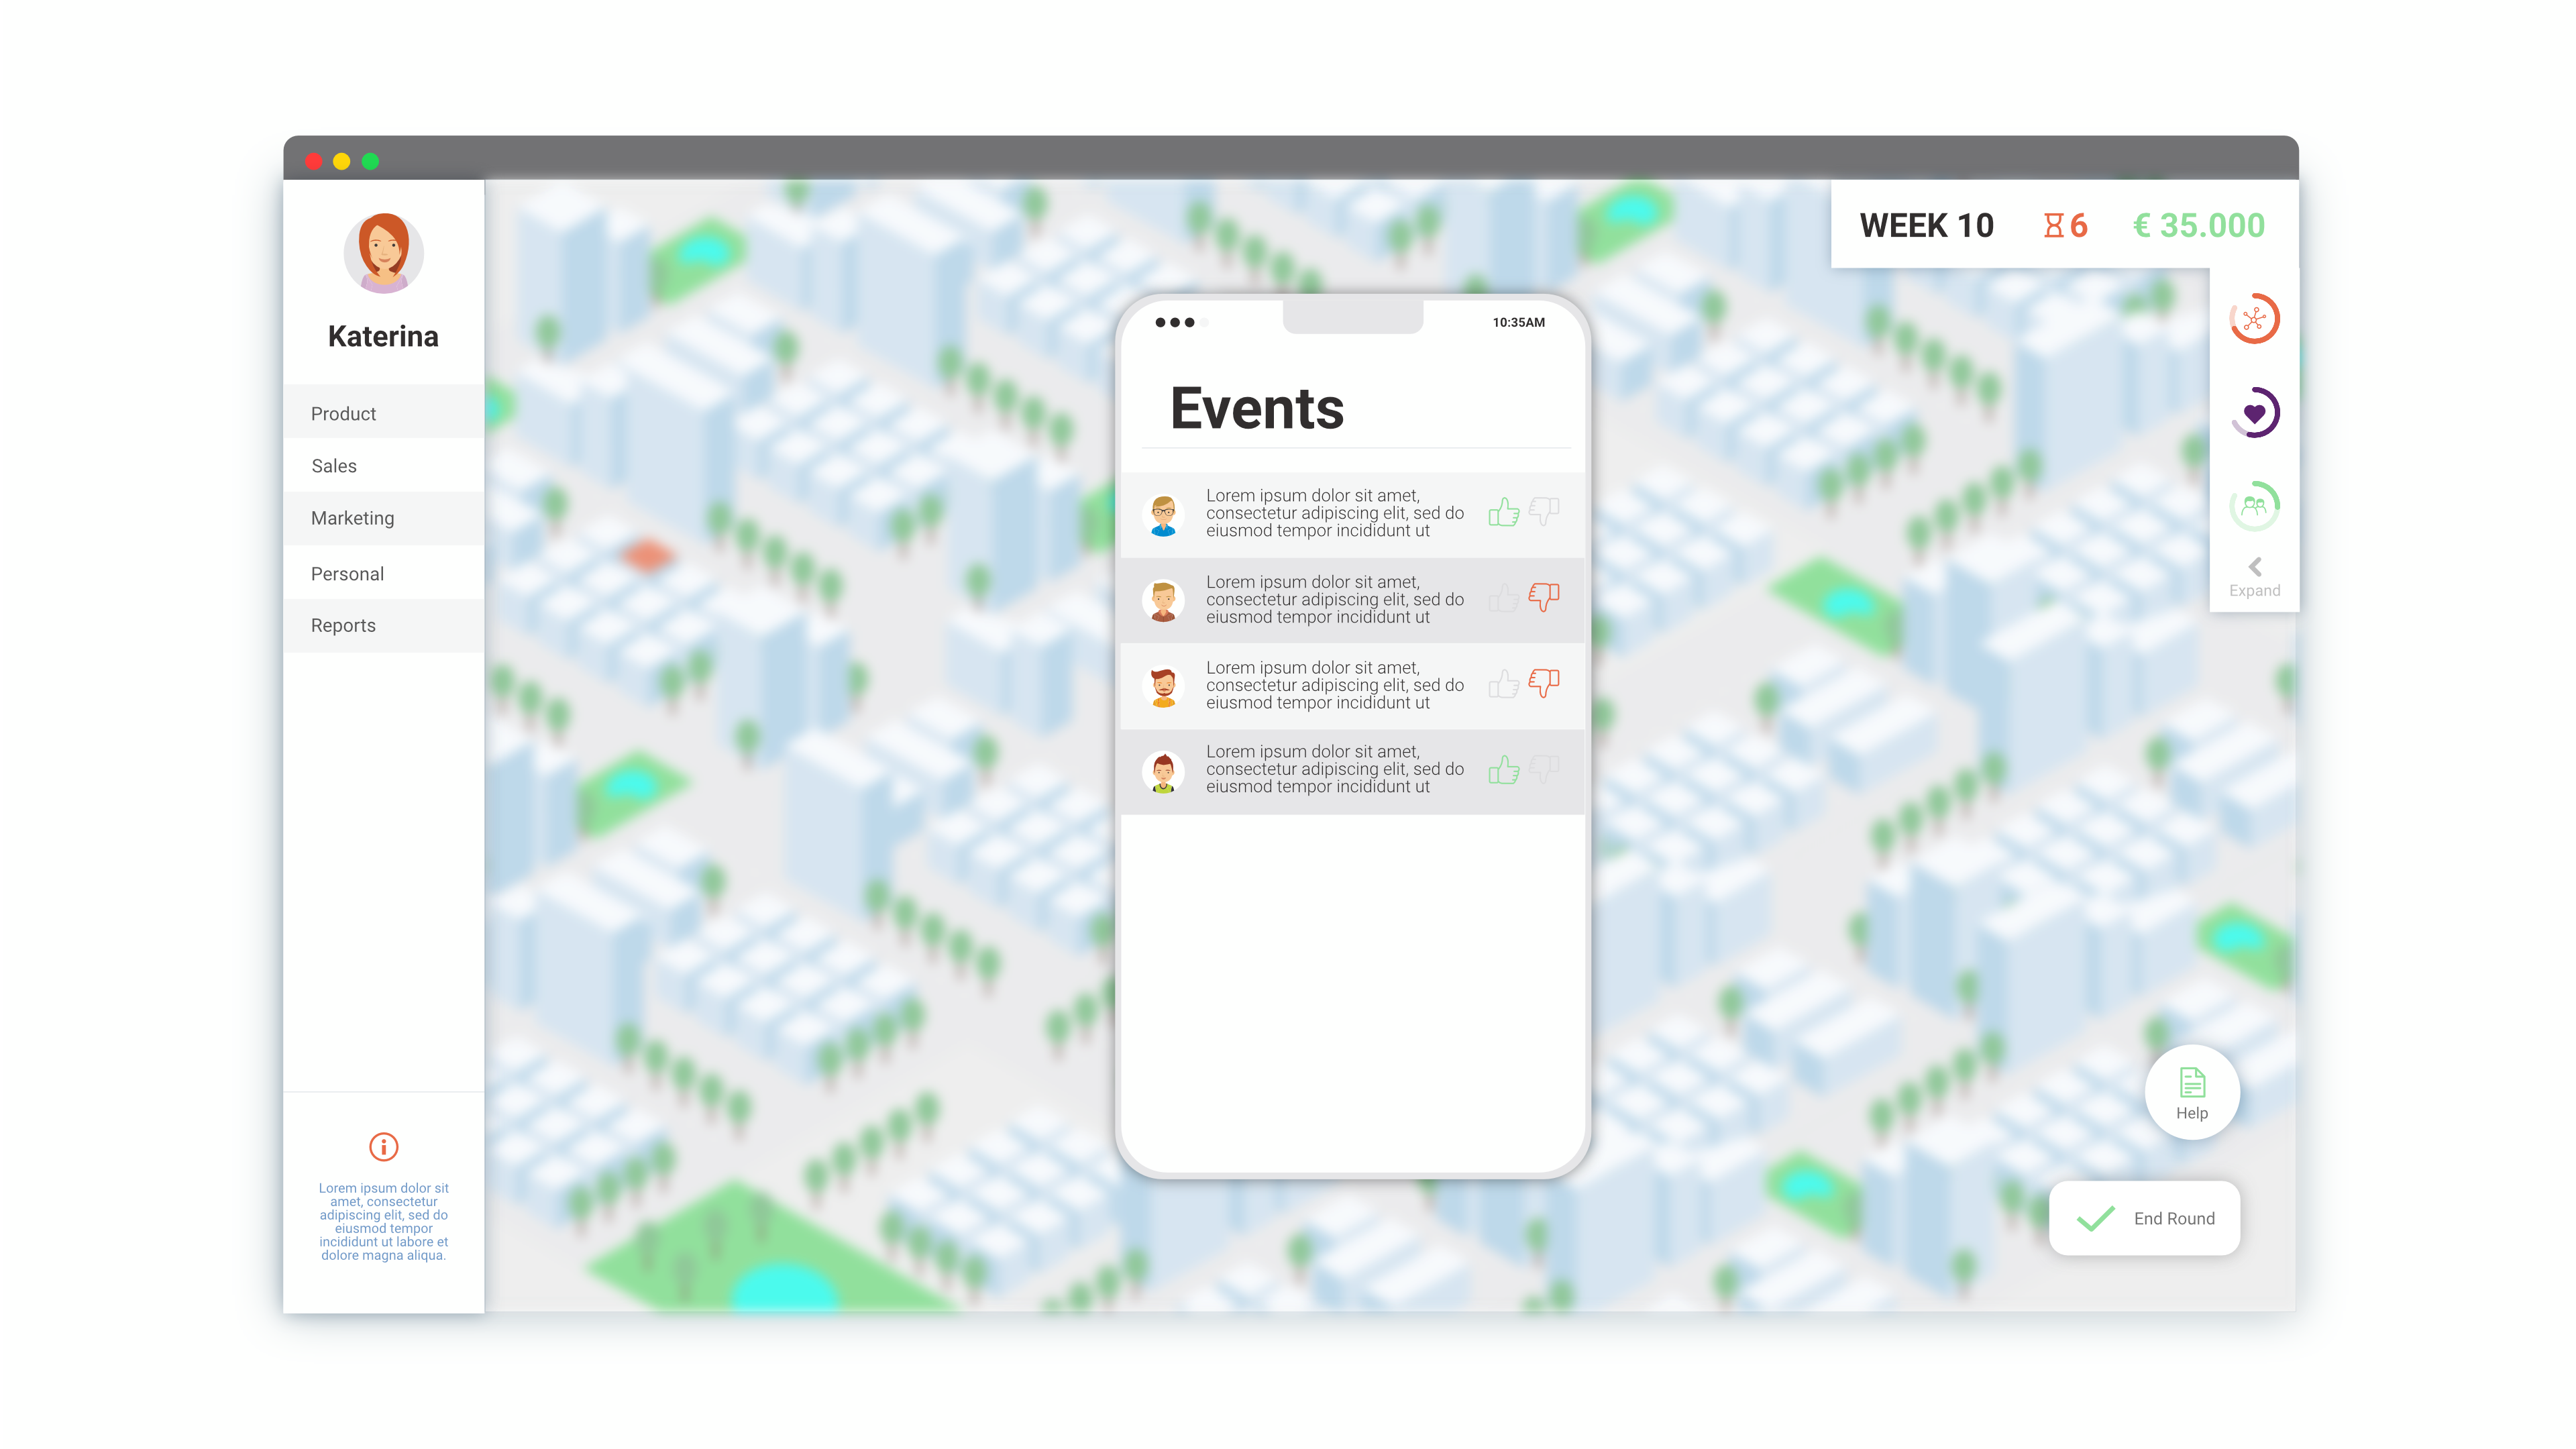 WEEK 10
6
€ 35.000
Katerina
Product
Sales
Marketing
Personal
Reports
Lorem ipsum dolor sit
amet, consectetur
adipiscing elit, sed do
eiusmod tempor
incididunt ut labore et
dolore magna aliqua.
10:35AM
Events
Lorem ipsum dolor sit amet,
consectetur adipiscing elit, sed do
eiusmod tempor incididunt ut
Lorem ipsum dolor sit amet,
consectetur adipiscing elit, sed do
eiusmod tempor incididunt ut
Lorem ipsum dolor sit amet,
consectetur adipiscing elit, sed do
eiusmod tempor incididunt ut
Lorem ipsum dolor sit amet,
consectetur adipiscing elit, sed do
eiusmod tempor incididunt ut
Expand
Help
End Round